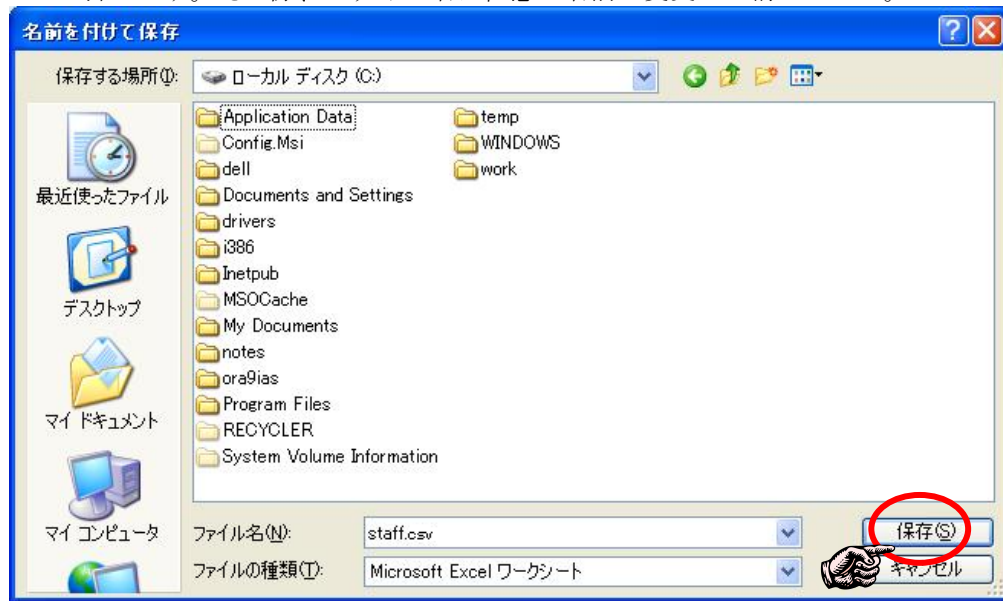 名前を付けて保存
保存する場所(I):
ローカル ディスク (C:)
Application Data
Config.Msi
dell
Documents and Settings
drivers
i386
Inetpub
MSOCache
My Documents
notes
ora9ias
Program Files
RECYCLER
System Volume Information
temp
WINDOWS
work
最近使ったファイル
デスクトップ
マイ ドキュメント
マイ コンピュータ
ファイル名(N):
staff.csv
保存(S)
ファイルの種類(T):
Microsoft Excel ワークシート
キャンセル